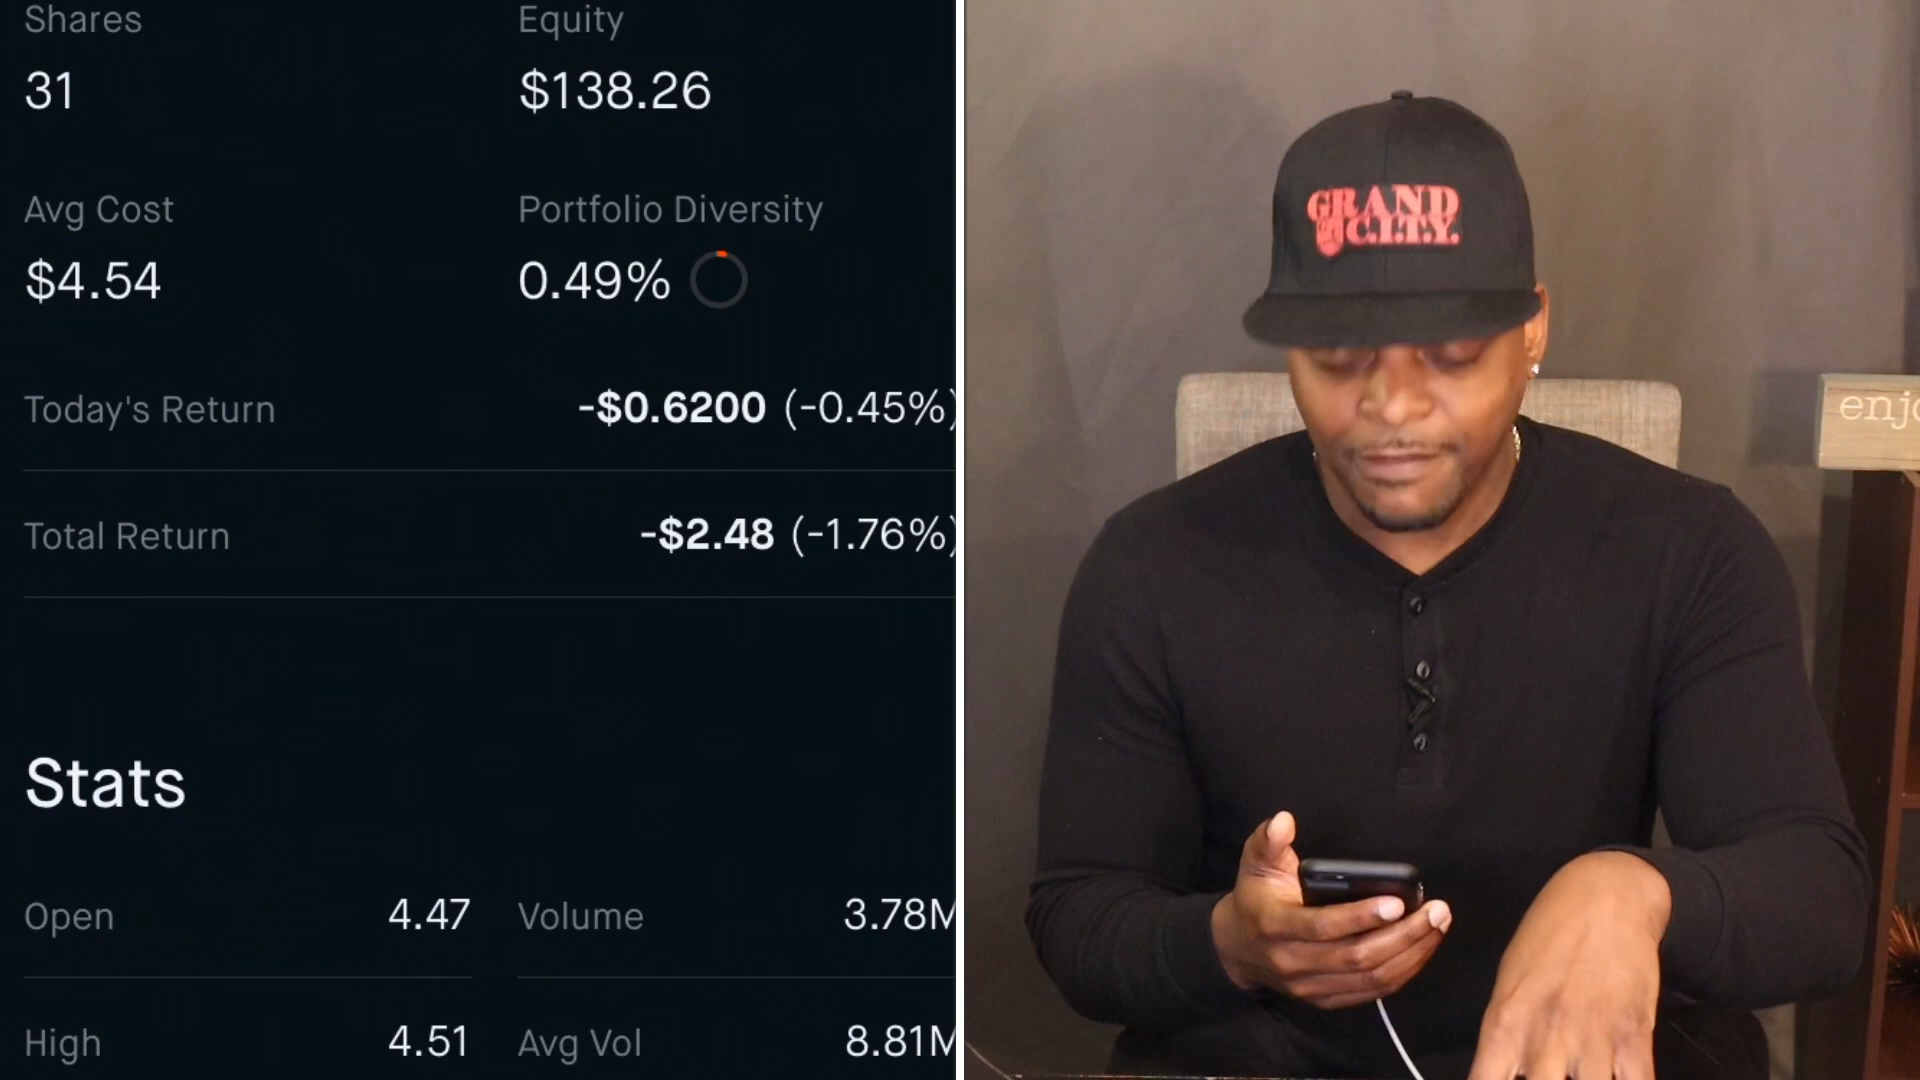 Shares
Equity
31
$138.26
Avg Cost
Portfolio Diversity
$4.54
0.49%
Today's Return
-$0.6200 (-0.45%)
Total Return
-$2.48 (-1.76%)
Stats
Open
4.47
Volume
3.78M
High
4.51
Avg Vol
8.81M
GRAND
C.I.T.Y.
enjo